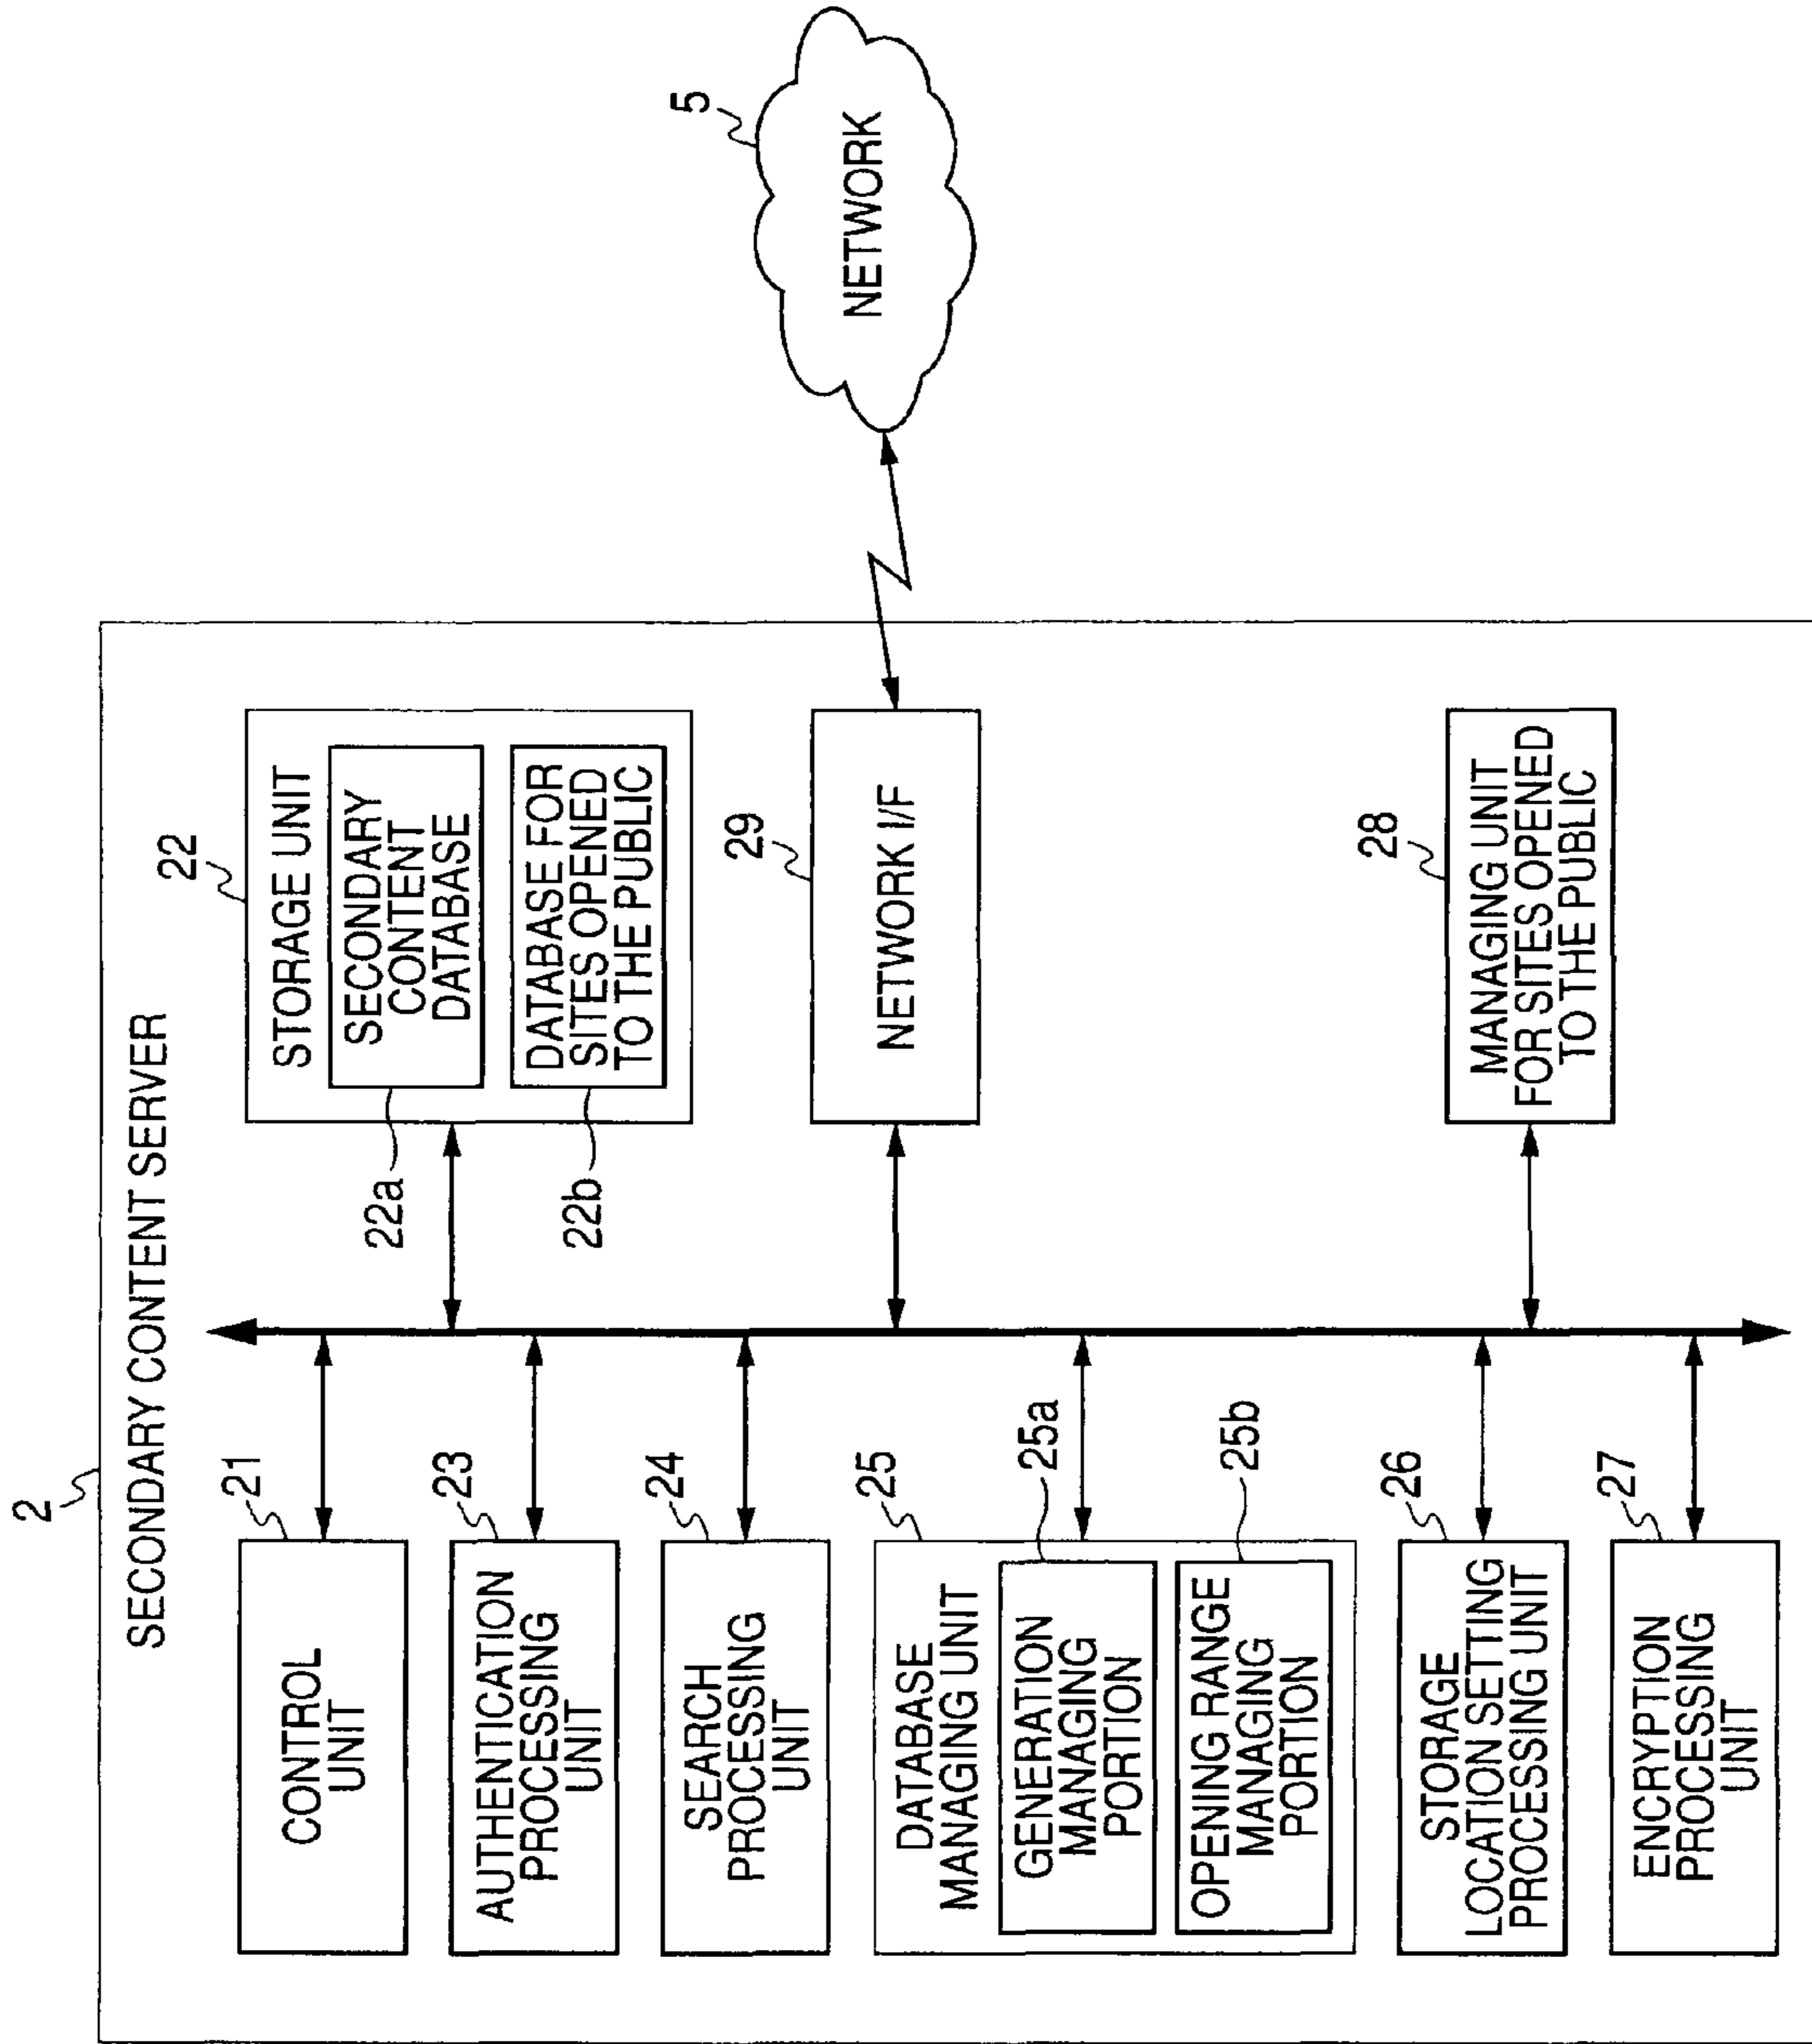 2
SECONDARY CONTENT SERVER
21
CONTROL
UNIT
23
AUTHENTICATION
PROCESSING
UNIT
24
SEARCH
PROCESSING
UNIT
25
DATABASE
MANAGING UNIT
25a
GENERATION
MANAGING
PORTION
25b
OPENING RANGE
MANAGING
PORTION
26
STORAGE
LOCATION SETTING
PROCESSING UNIT
27
ENCRYPTION
PROCESSING
UNIT
22
STORAGE UNIT
22a
SECONDARY
CONTENT
DATABASE
22b
DATABASE FOR
SITES OPENED
TO THE PUBLIC
29
NETWORK I/F
28
MANAGING UNIT
FOR SITES OPENED
TO THE PUBLIC
5
NETWORK